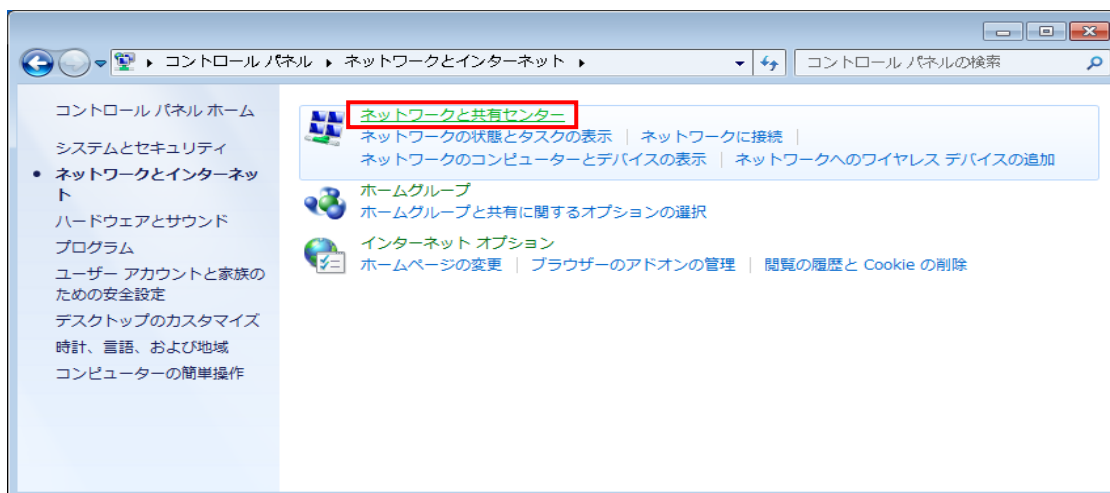 コントロール パネル ▸ ネットワークとインターネット ▸
コントロール パネルの検索
コントロール パネル ホーム
システムとセキュリティ
• ネットワークとインターネッ
ト
ハードウェアとサウンド
プログラム
ユーザー アカウントと家族の
ための安全設定
デスクトップのカスタマイズ
時計、言語、および地域
コンピューターの簡単操作
ネットワークと共有センター
ネットワークの状態とタスクの表示 | ネットワークに接続 |
ネットワークのコンピューターとデバイスの表示 | ネットワークへのワイヤレス デバイスの追加
ホームグループ
ホームグループと共有に関するオプションの選択
インターネット オプション
ホームページの変更 | ブラウザーのアドオンの管理 | 閲覧の履歴と Cookie の削除